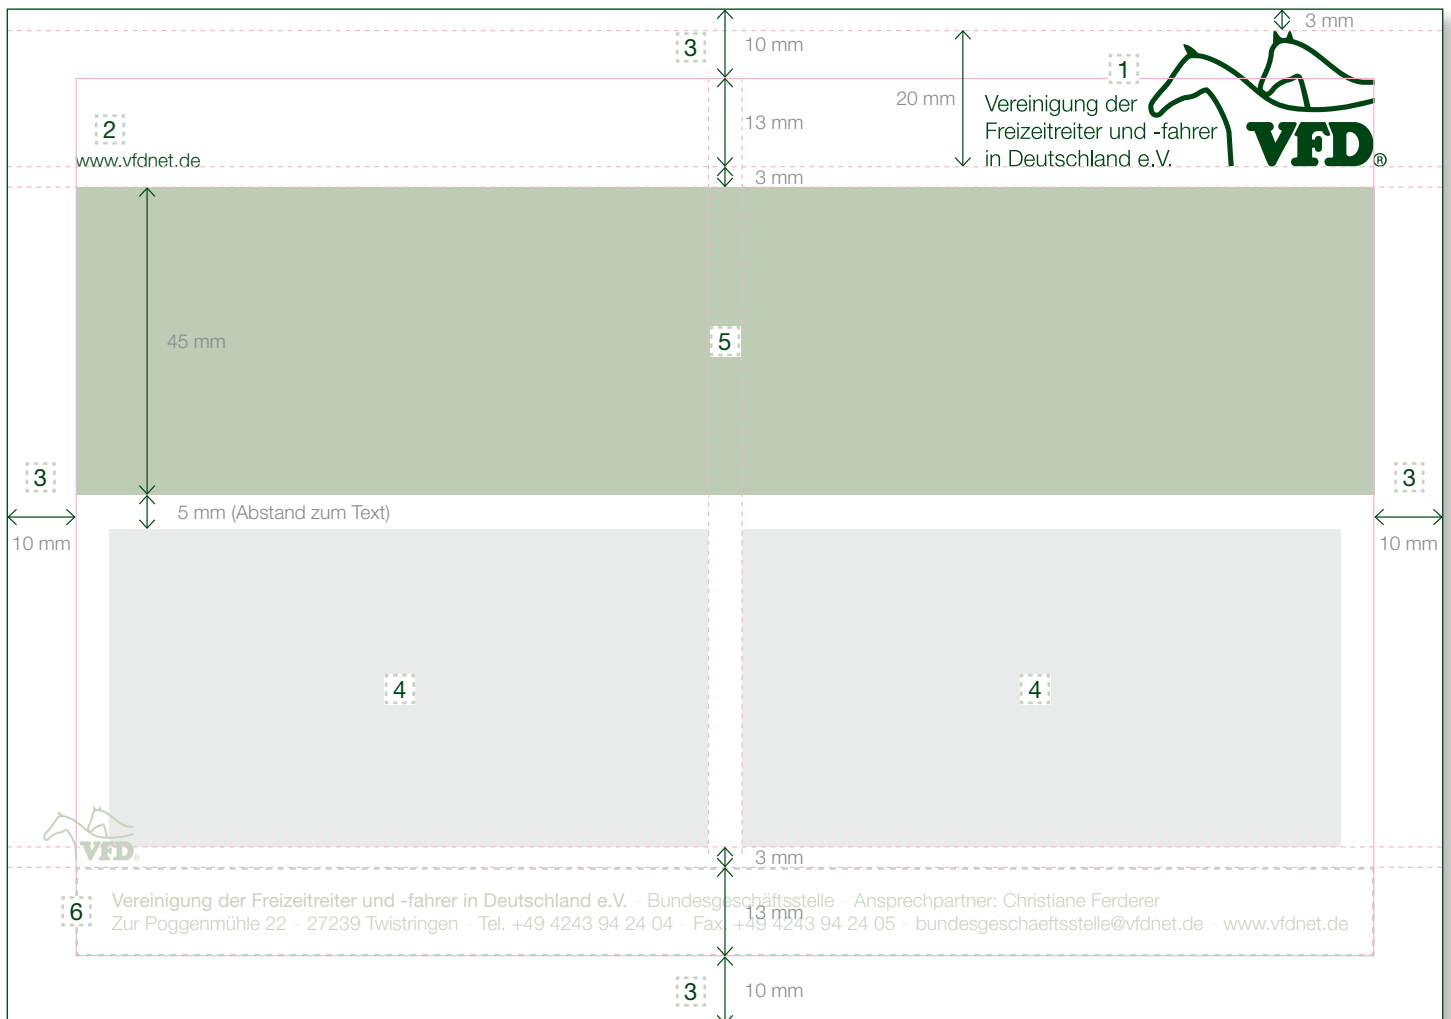 3 mm
10 mm
3
1
20 mm
Vereinigung der
Freizeitreiter und -fahrer
in Deutschland e.V.
VFD®
13 mm
2
www.vfdnet.de
3 mm
45 mm
5
3
3
5 mm (Abstand zum Text)
10 mm
10 mm
4
4
VFD®
3 mm
6
Vereinigung der Freizeitreiter und -fahrer in Deutschland e.V. - Bundesgeschäftsstelle - Ansprechpartner: Christiane Ferderer
13 mm
Zur Poggenmühle 22 - 27239 Twistringen - Tel. +49 4243 94 24 04 - Fax. +49 4243 94 24 05 - bundesgeschaeftsstelle@vfdnet.de - www.vfdnet.de
3
10 mm